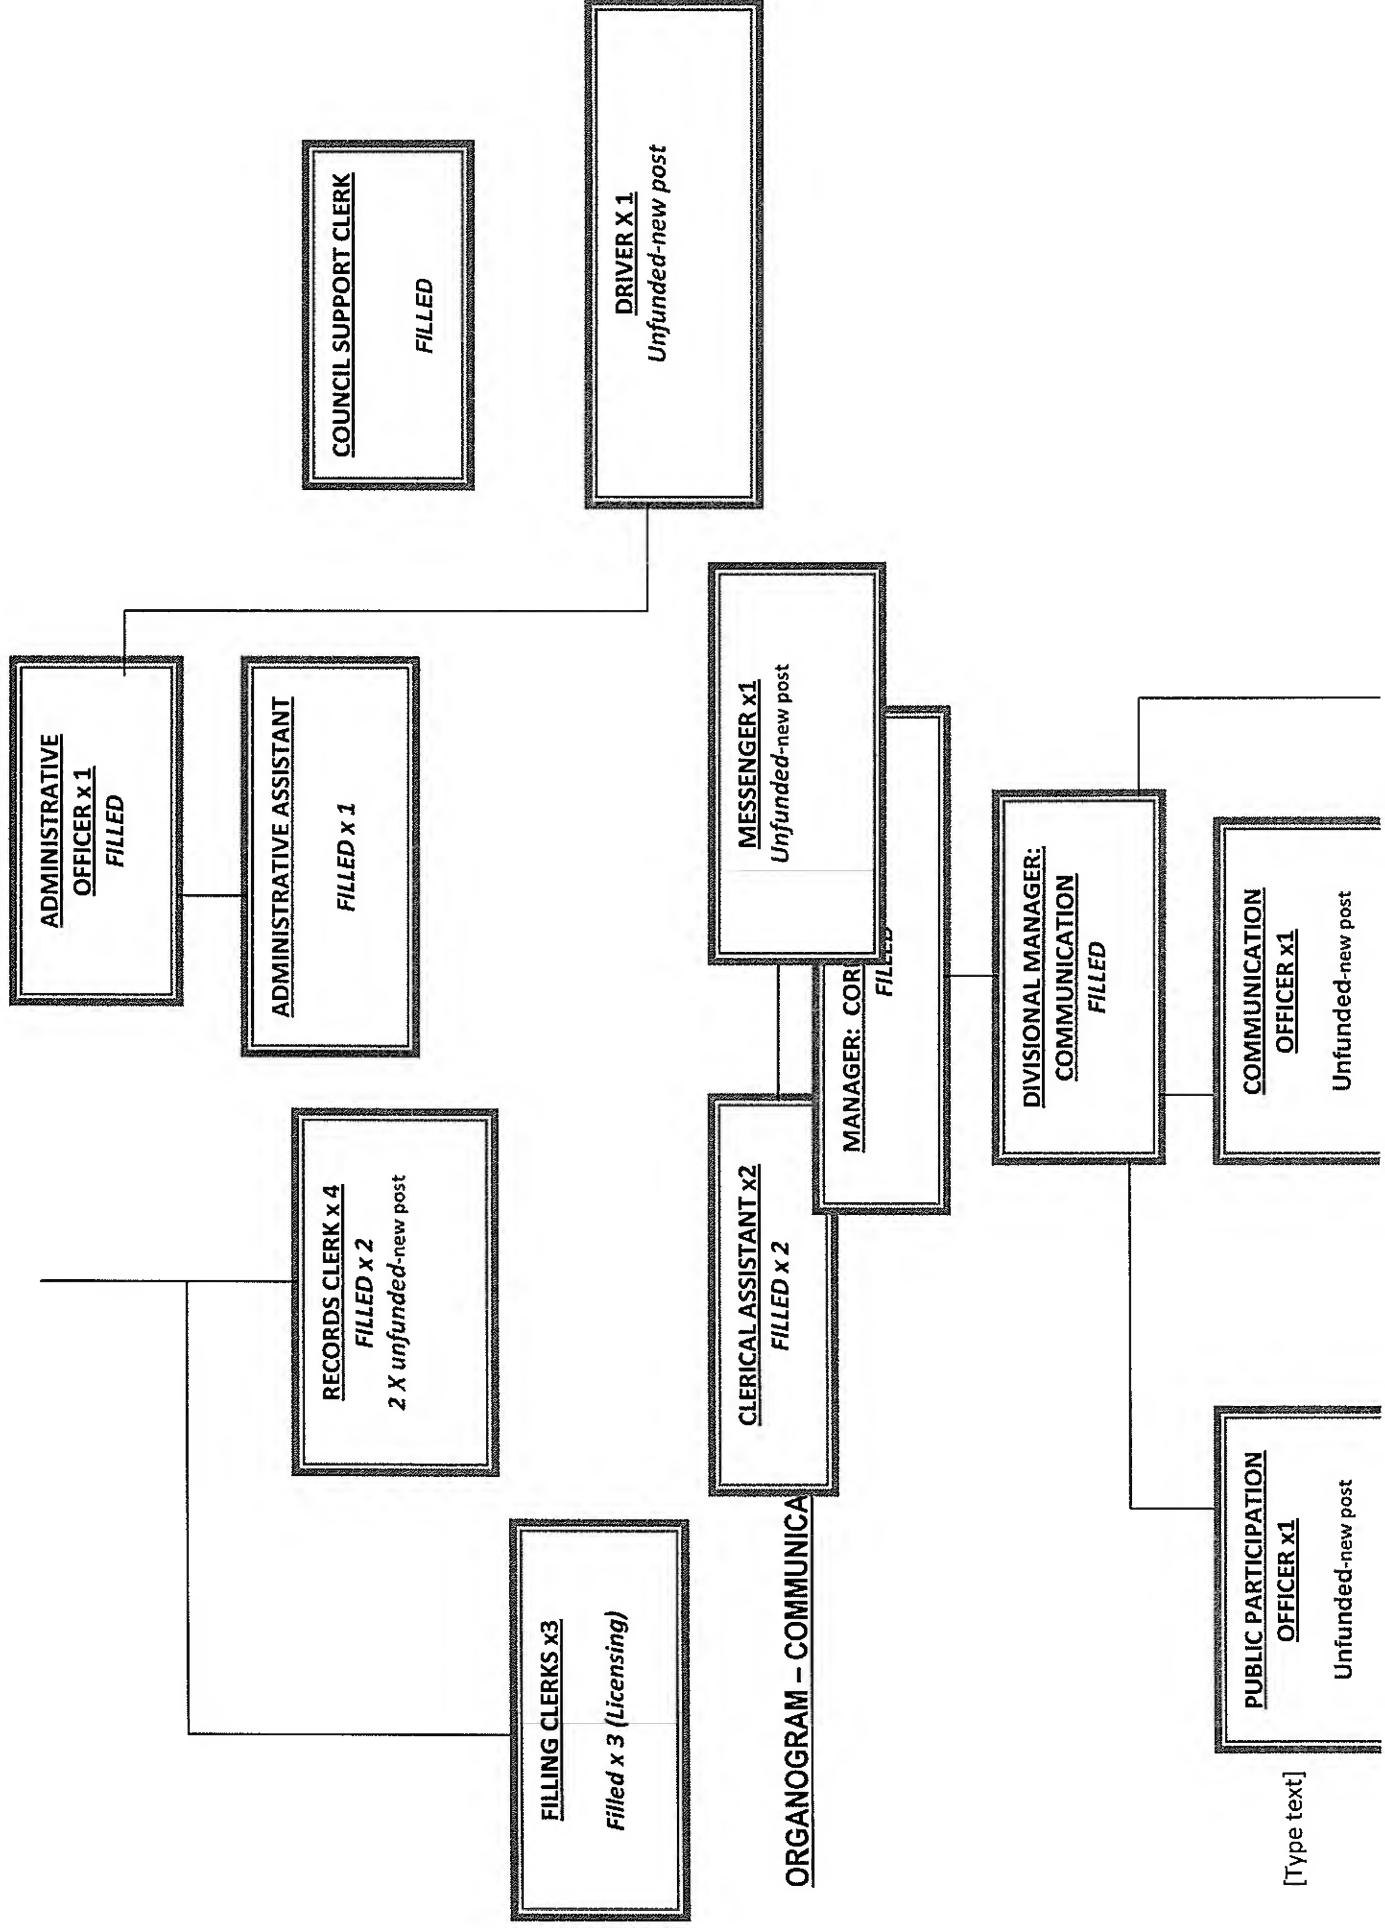 ADMINISTRATIVE
OFFICER x 1
FILLED
ADMINISTRATIVE ASSISTANT
FILLED x 1
COUNCIL SUPPORT CLERK
FILLED
RECORDS CLERK x4
FILLED x 2
2 X unfunded-new post
FILLING CLERKS x3
Filled x 3 (Licensing)
DRIVER X 1
Unfunded-new post
CLERICAL ASSISTANT x2
FILLED x 2
MESSENGER x1
Unfunded-new post
ORGANOGRAM – COMMUNICA
MANAGER: COR
FILLED
DIVISIONAL MANAGER:
COMMUNICATION
FILLED
PUBLIC PARTICIPATION
OFFICER x1
Unfunded-new post
COMMUNICATION
OFFICER x1
Unfunded-new post
[Type text]